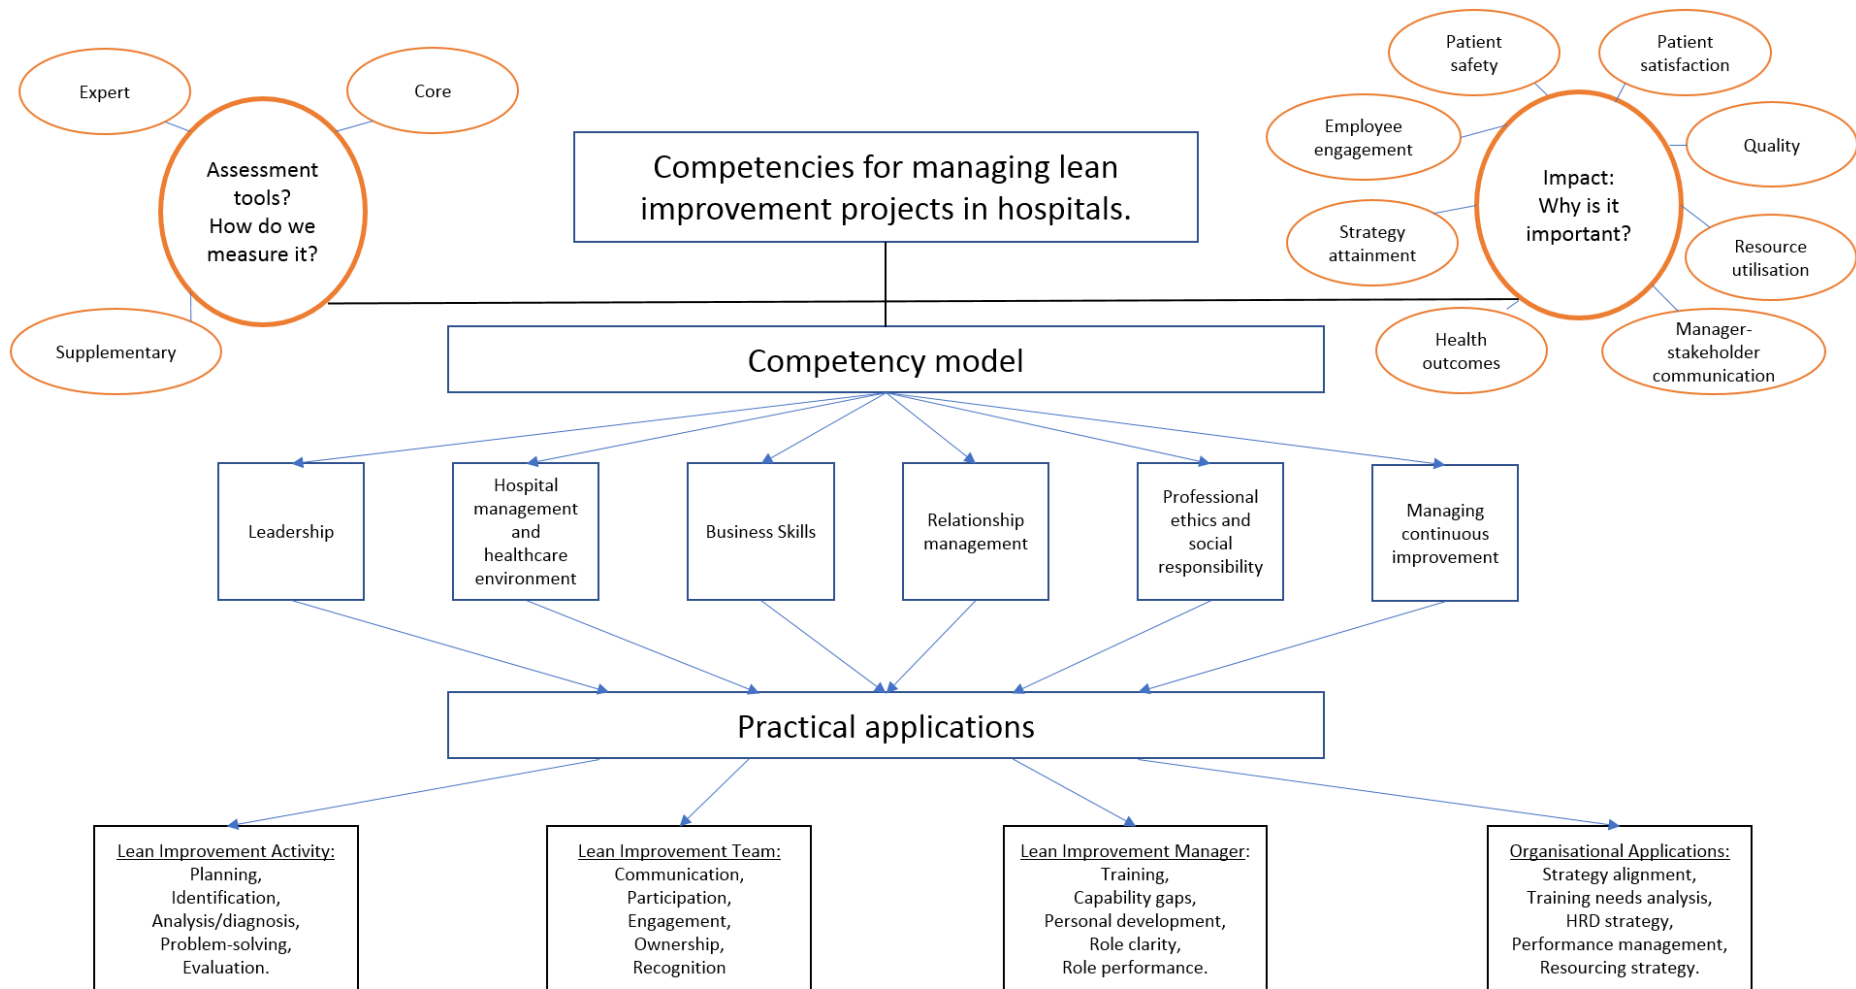 Expert
Core
Assessment
tools?
How do we
measure it?
Supplementary
Competencies for managing lean
improvement projects in hospitals.
Patient
safety
Patient
satisfaction
Employee
engagement
Quality
Impact:
Why is it
important?
Strategy
attainment
Resource
utilisation
Health
outcomes
Manager-
stakeholder
communication
Competency model
Leadership
Hospital
management
and
healthcare
environment
Business Skills
Relationship
management
Professional
ethics and
social
responsibility
Managing
continuous
improvement
Practical applications
Lean Improvement Activity:
Planning,
Identification,
Analysis/diagnosis,
Problem-solving,
Evaluation.
Lean Improvement Team:
Communication,
Participation,
Engagement,
Ownership,
Recognition
Lean Improvement Manager:
Training,
Capability gaps,
Personal development,
Role clarity,
Role performance.
Organisational Applications:
Strategy alignment,
Training needs analysis,
HRD strategy,
Performance management,
Resourcing strategy.